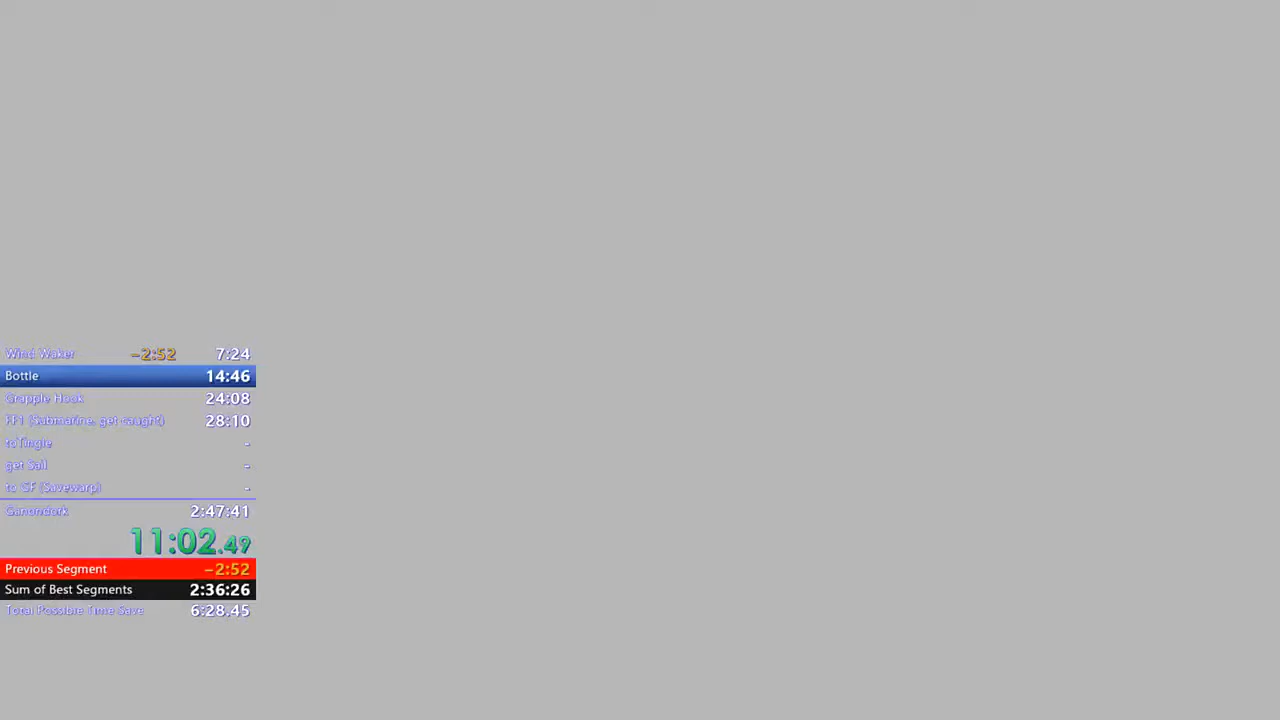 Wind Waker −2:52 7:24
Bottle 14:46
Grapple Hook 24:08
FF1 (Submarine, get caught) 28:10
to Tingle -
get Sail -
to (SavewarP) -
Ganondork 2:47:41
11:02.49
Previous Segment −2:52
Sum of Best Segments 2:36:26
Total Possible Time Save 6:28.45